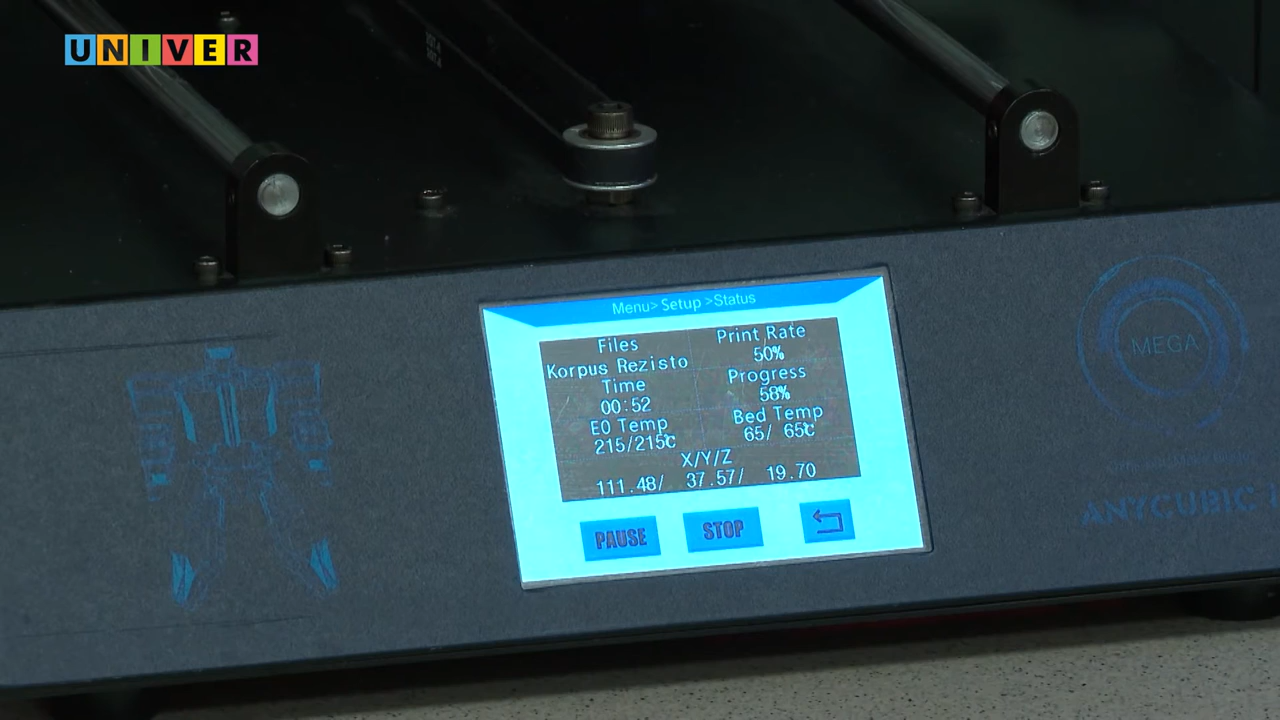 UNIVER
Menu> Setup >Status
Files
Korpus Rezisto
Time
00:52
E0 Temp
215/215℃
Print Rate
50%
Progress
58%
Bed Temp
65/ 65℃
X/Y/Z
111.48/ 37.57/ 19.70
PAUSE
STOP
MEGA
ANYCUBIC